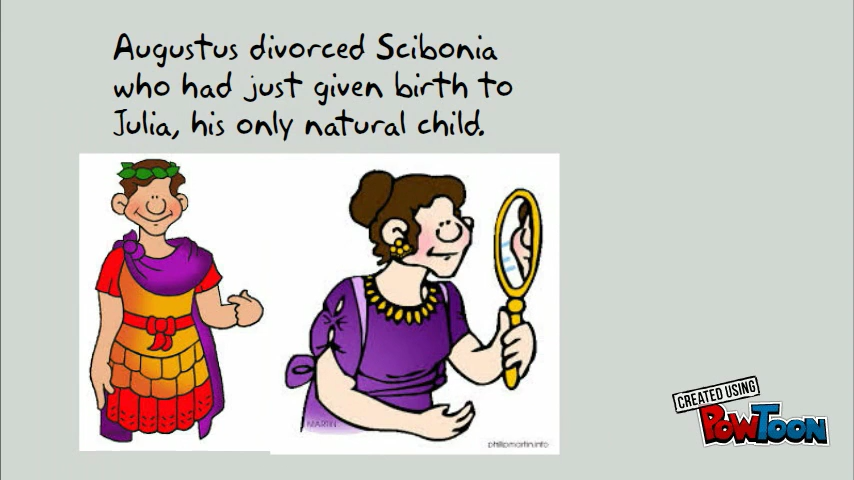 Augustus divorced Scibonia
who had just given birth to
Julia, his only natural child.
MARTIN
phillipmartin.info
CREATED USING
POWTOON